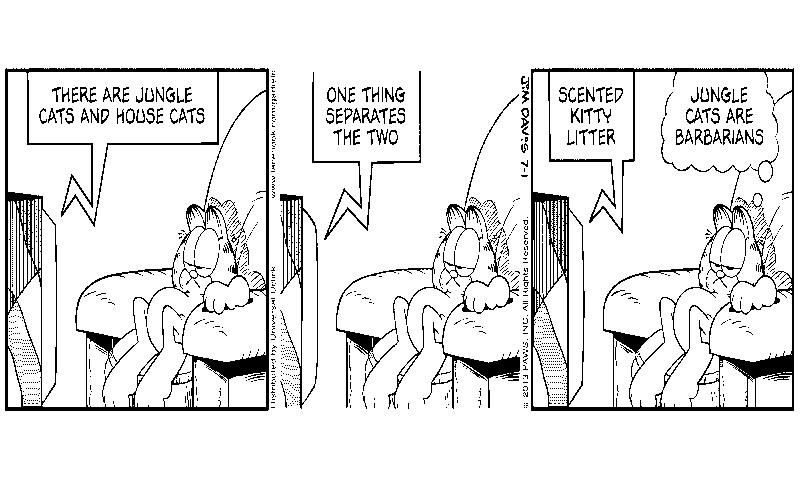 THERE ARE JUNGLE
CATS AND HOUSE CATS
ONE THING
SEPARATES
THE TWO
SCENTED
KITTY
LITTER
JUNGLE
CATS ARE
BARBARIANS
JIM DAVIS 7-1
© 2013 PAWS, INC. All Rights Reserved.
Distributed by Universal Uclick